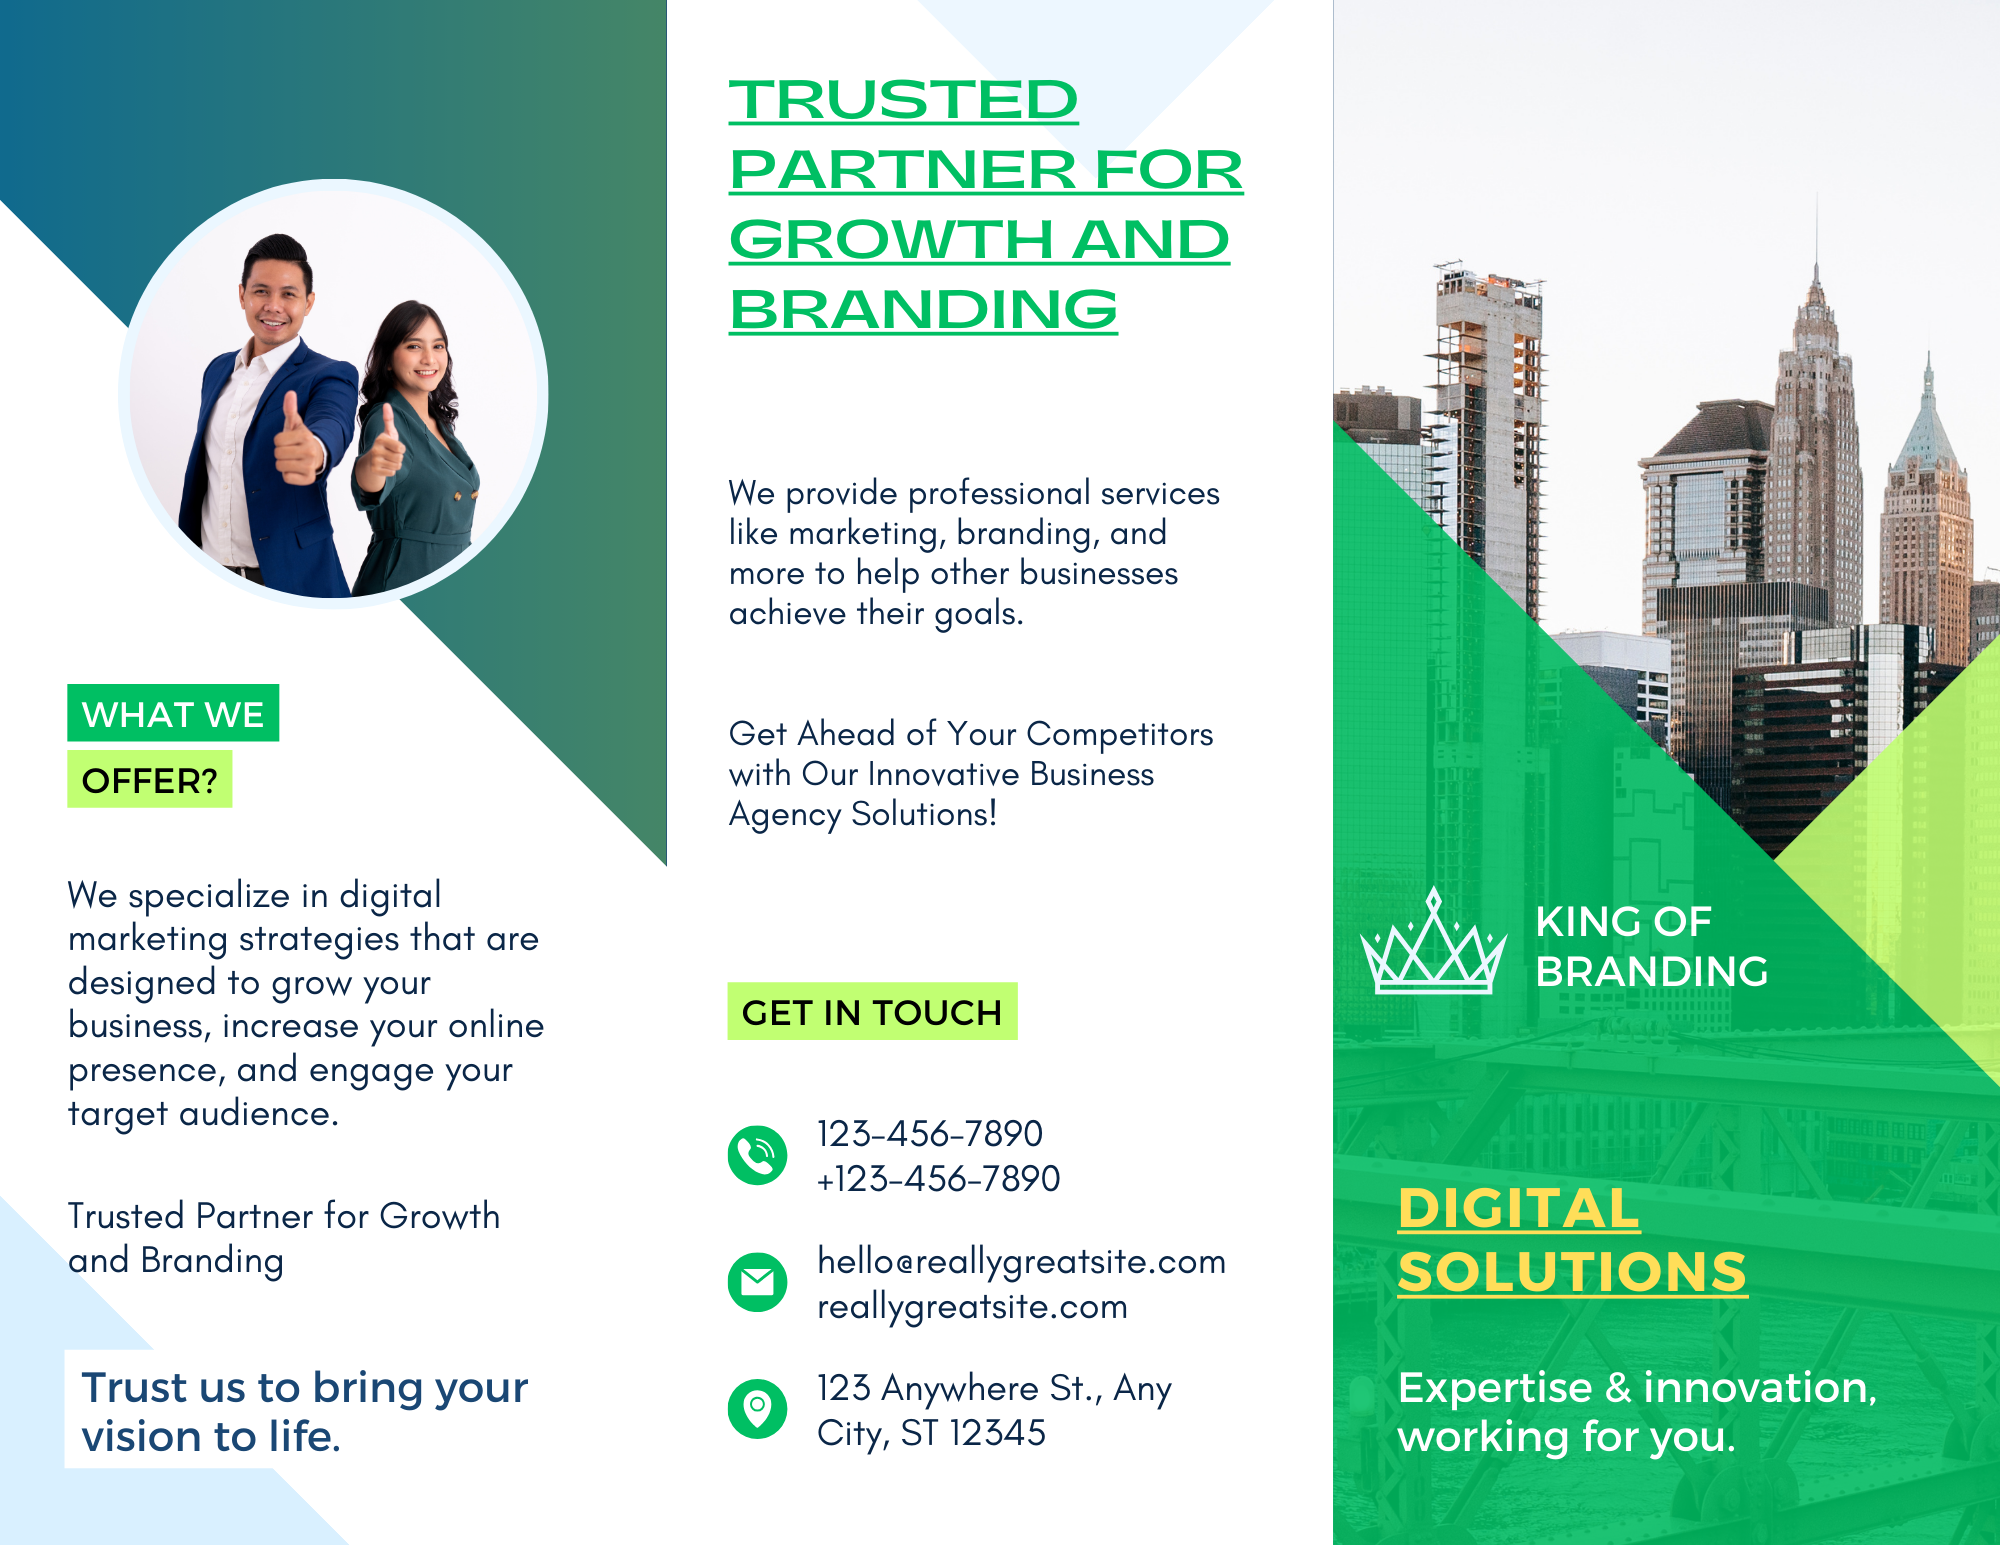 WHAT WE
OFFER?
We specialize in digital
marketing strategies that are
designed to grow your
business, increase your online
presence, and engage your
target audience.
Trusted Partner for Growth
and Branding
Trust us to bring your
vision to life.
TRUSTED
PARTNER FOR
GROWTH AND
BRANDING
We provide professional services
like marketing, branding, and
more to help other businesses
achieve their goals.
Get Ahead of Your Competitors
with Our Innovative Business
Agency Solutions!
GET IN TOUCH
123-456-7890
+123-456-7890
hello@reallygreatsite.com
reallygreatsite.com
123 Anywhere St., Any
City, ST 12345
KING OF
BRANDING
DIGITAL
SOLUTIONS
Expertise & innovation,
working for you.